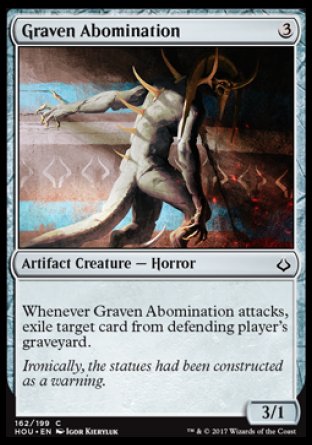 Graven Abomination 3
Artifact Creature — Horror
Whenever Graven Abomination attacks,
exile target card from defending player's
graveyard.
Ironically, the statues had been constructed
as a warning.
162/199 C
HOU • EN Igor Kieryluk
™ & © 2017 Wizards of the Coast
3/1